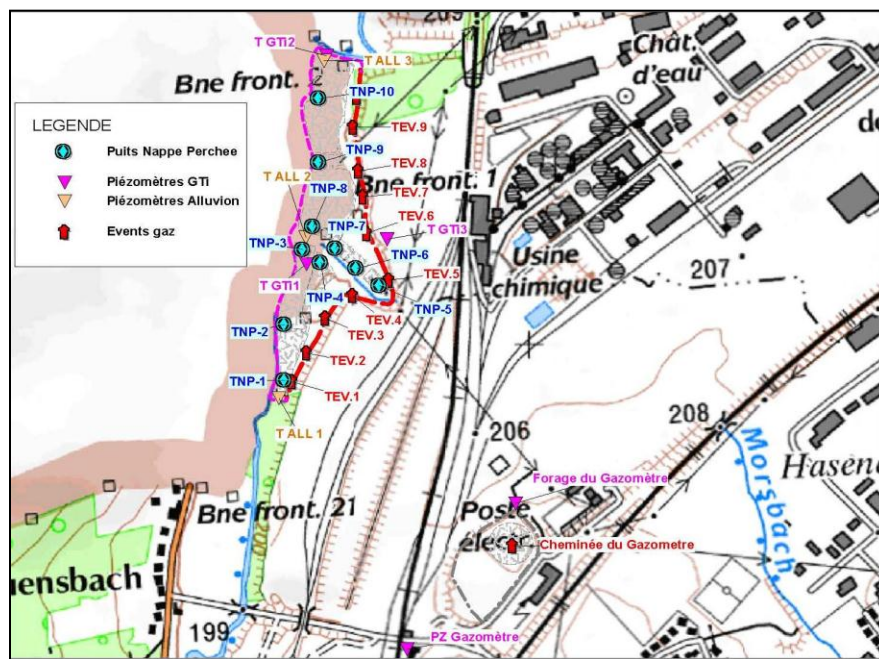 209
T GTi2
T ALL 3
Bne front. 2
Chât.
d'eau
TNP-10
LEGENDE
Puits Nappe Perchee
Piézomètres GTi
Piézomètres Alluvion
Events gaz
TEV.9
TNP-9
TEV.8
T ALL 2
TNP-8
Bne front. 1
TEV.7
TNP-7
TEV.6
T GTi3
TNP-3
TNP-6
TEV.5
207
Usine
chimique
T GTi1
TNP-4
TNP-5
TEV.4
TNP-2
TEV.3
TEV.2
TNP-1
TEV.1
T ALL 1
208
206
Morsbach
Forage du Gazomètre
Bne front. 21
Poste
Cheminée du Gazometre
uensbach
199
PZ Gazomètre